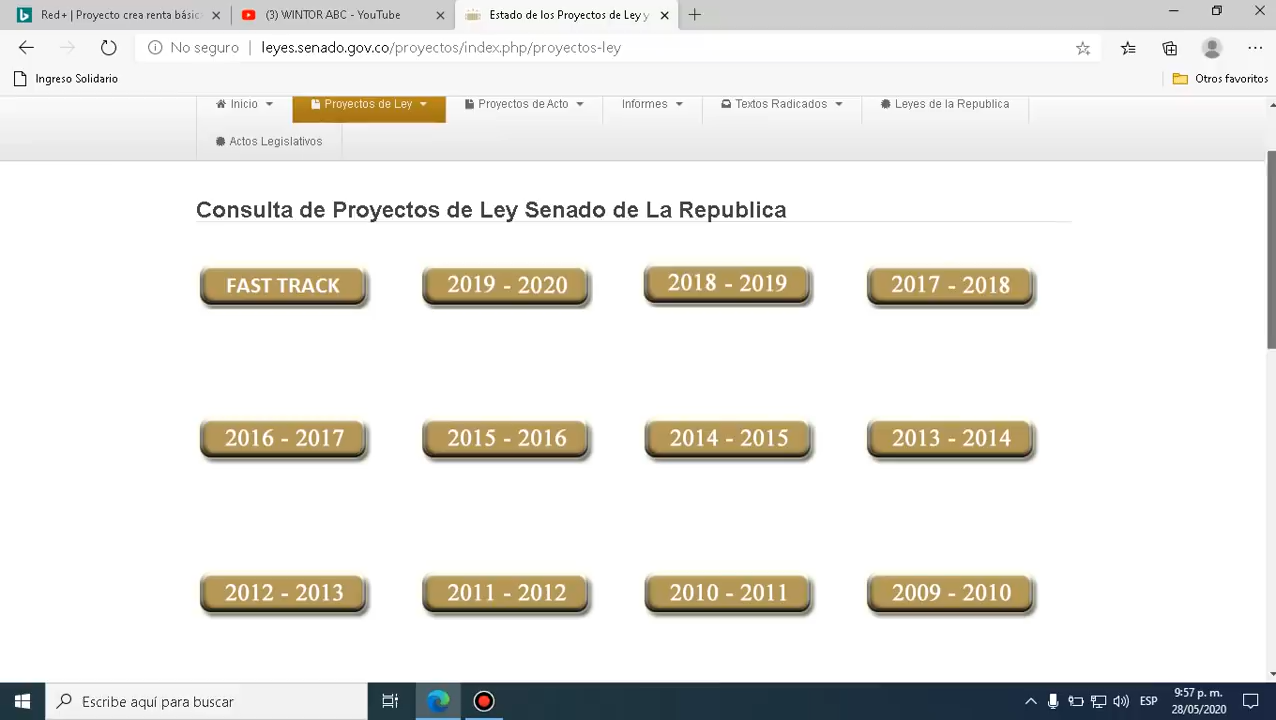 Red+ | Proyecto crea renta básic
(3) WINTOR ABC - YouTube
Estado de los Proyectos de Ley y
No seguro
leyes.senado.gov.co/proyectos/index.php/proyectos-ley
Ingreso Solidario
Otros favoritos
Inicio
Proyectos de Ley
Proyectos de Acto
Informes
Textos Radicados
Leyes de la Republica
Actos Legislativos
Consulta de Proyectos de Ley Senado de La Republica
FAST TRACK
2019 - 2020
2018 - 2019
2017 - 2018
2016 - 2017
2015 - 2016
2014 - 2015
2013 - 2014
2012 - 2013
2011 - 2012
2010 - 2011
2009 - 2010
Escribe aquí para buscar
ESP
9:57 p. m.
28/05/2020